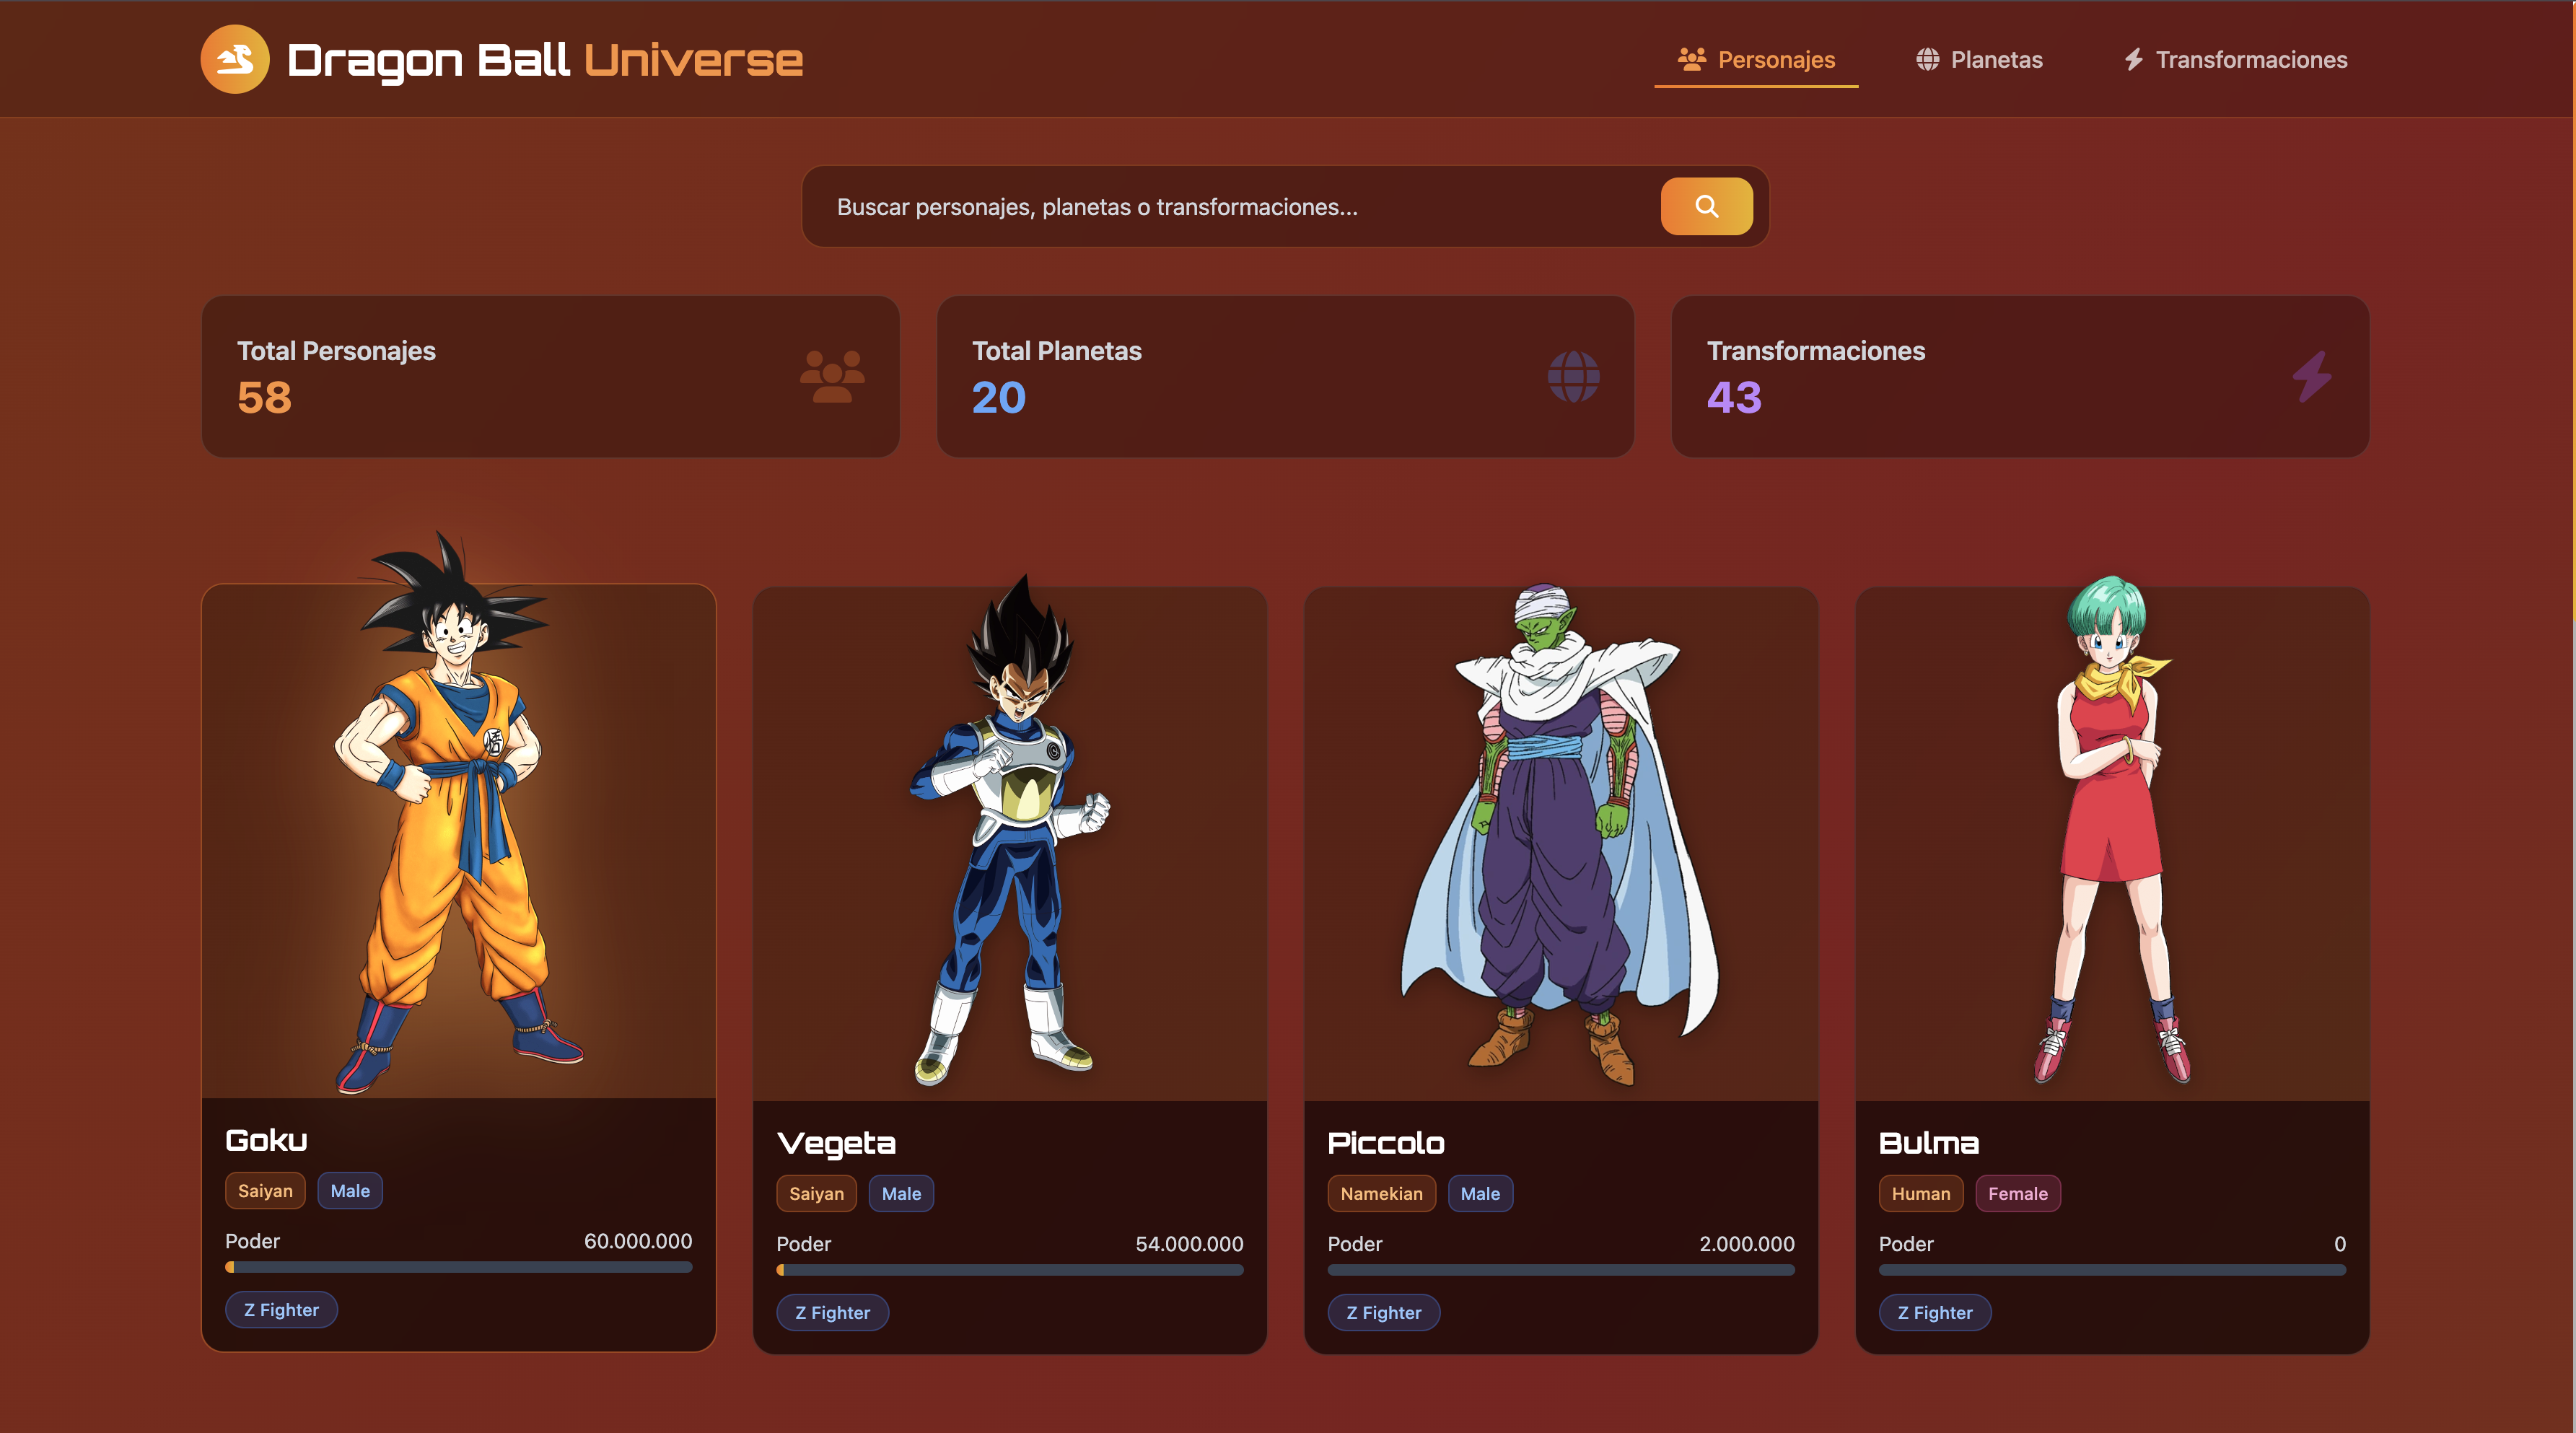 Dragon Ball Universe
Personajes
Planetas
Transformaciones
Buscar personajes, planetas o transformaciones...
Total Personajes
58
Total Planetas
20
Transformaciones
43
悟
Goku
Saiyan Male
Poder 60.000.000
Z Fighter
Vegeta
Saiyan Male
Poder 54.000.000
Z Fighter
Piccolo
Namekian Male
Poder 2.000.000
Z Fighter
Bulma
Human Female
Poder 0
Z Fighter